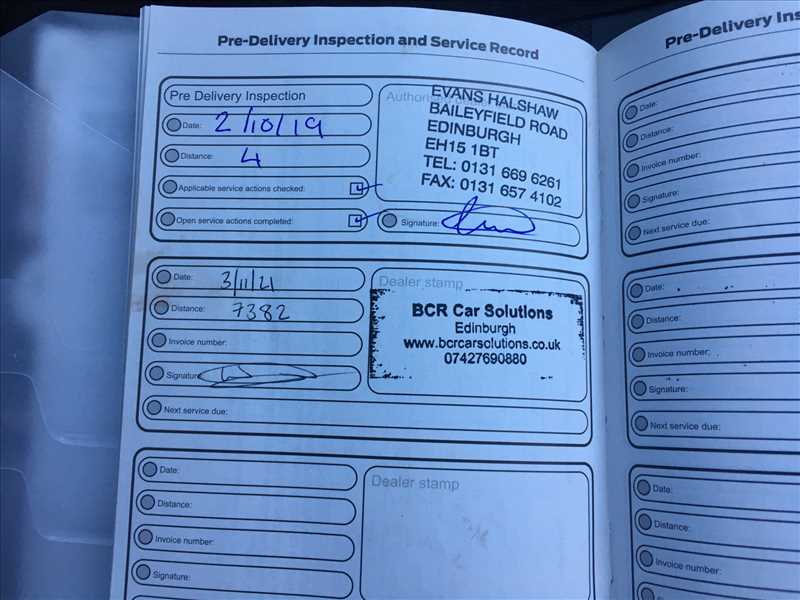 Pre-Delivery Inspection and Service Record
Pre Delivery Inspection
Date: 2/10/19
Distance: 4
Applicable service actions checked:
Open service actions completed:
Authorised
EVANS HALSHAW
BAILEYFIELD ROAD
EDINBURGH
EH15 1BT
TEL: 0131 669 6261
FAX: 0131 657 4102
Signature:
Date: 3/11/21
Distance: 7382
Invoice number:
Signature:
Next service due:
Dealer stamp
BCR Car Solutions
Edinburgh
www.bcrcarsolutions.co.uk
07427690880
Date:
Distance:
Invoice number:
Signature:
Dealer stamp
Pre-Delivery Ins
Date:
Distance:
Invoice number:
Signature:
Next service due:
Date:
Distance:
Invoice number:
Signature:
Next service due:
Date:
Distance:
Invoice number:
Signature: